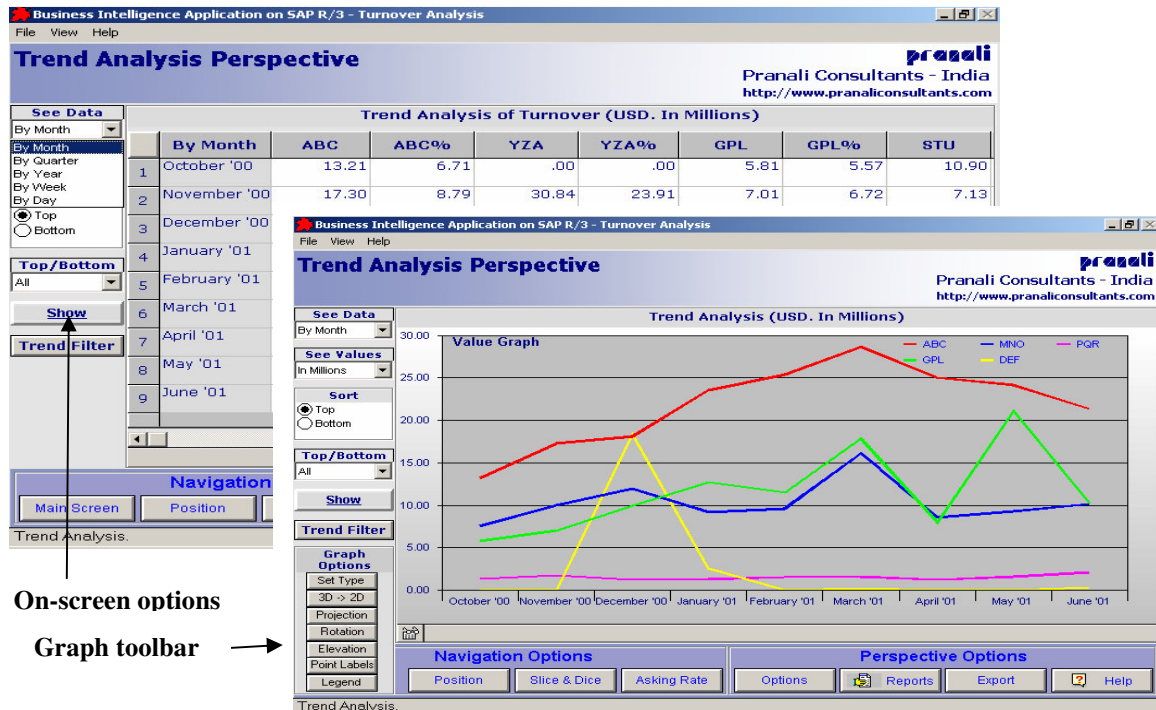 Business Intelligence Application on SAP R/3 - Turnover Analysis
File View Help
Trend Analysis Perspective
pranali
Pranali Consultants - India
http://www.pranaliconsultants.com
See Data
By Month
By Month
By Quarter
By Year
By Week
By Day
Top
Bottom
Top/Bottom
All
Show
Trend Filter
Trend Analysis of Turnover (USD. In Millions)
By Month ABC ABC% YZA YZA% GPL GPL% STU
1 October '00 13.21 6.71 .00 .00 5.81 5.57 10.90
2 November '00 17.30 8.79 30.84 23.91 7.01 6.72 7.13
3 December '00
4 January '01
5 February '01
6 March '01
7 April '01
8 May '01
9 June '01
Navigation
Main Screen Position
Trend Analysis.
On-screen options
Graph toolbar
Business Intelligence Application on SAP R/3 - Turnover Analysis
File View Help
Trend Analysis Perspective
pranali
Pranali Consultants - India
http://www.pranaliconsultants.com
See Data
By Month
See Values
In Millions
Sort
Top
Bottom
Top/Bottom
All
Show
Trend Filter
Graph
Options
Set Type
3D -> 2D
Projection
Rotation
Elevation
Point Labels
Legend
Trend Analysis (USD. In Millions)
Value Graph
ABC MNO PQR
GPL DEF
30.00
25.00
20.00
15.00
10.00
5.00
0.00
October '00 November '00 December '00 January '01 February '01 March '01 April '01 May '01 June '01
Navigation Options
Position Slice & Dice Asking Rate
Perspective Options
Options Reports Export Help
Trend Analysis.